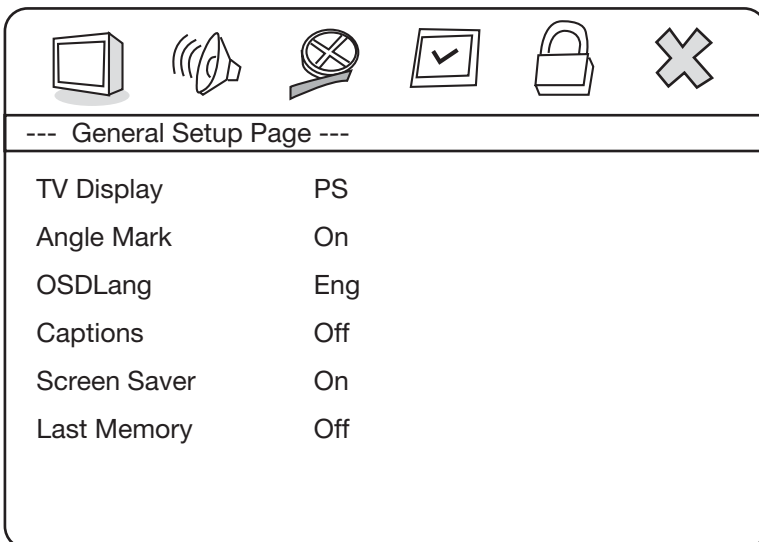 --- General Setup Page ---
TV Display PS
Angle Mark On
OSDLang Eng
Captions Off
Screen Saver On
Last Memory Off